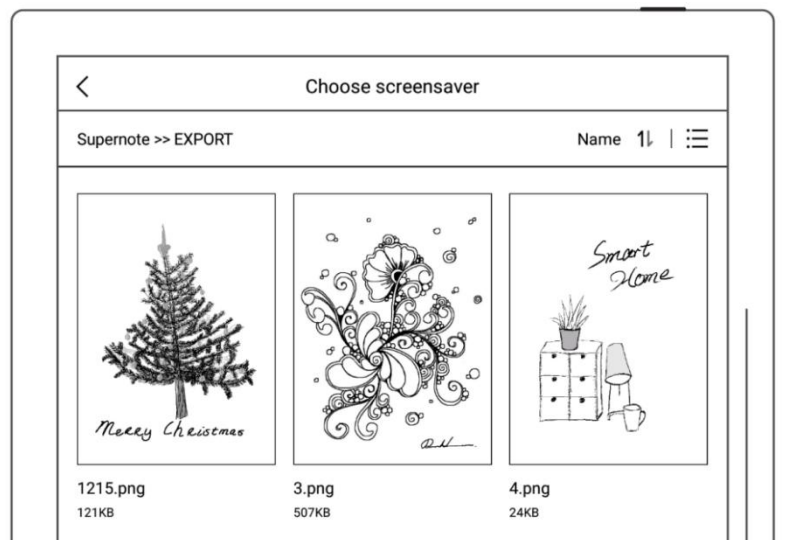 Choose screensaver
Supernote >> EXPORT
Name
Smart
Home
Merry Christmas
1215.png
3.png
4.png
121KB
507KB
24KB